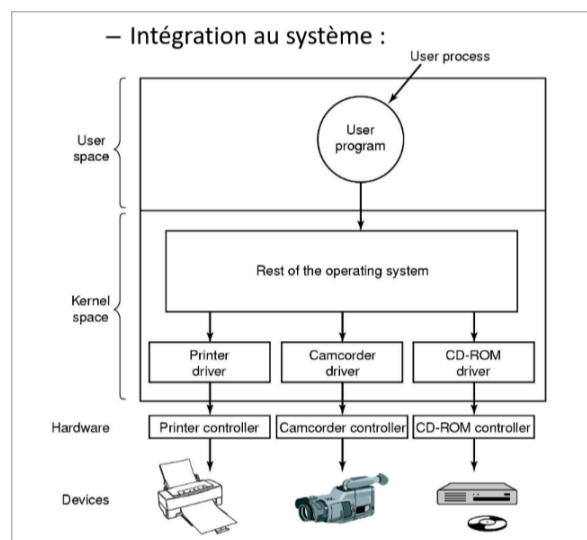 – Intégration au système :
User process
User
space
User
program
Rest of the operating system
Kernel
space
Printer
driver
Camcorder
driver
CD-ROM
driver
Hardware
Printer controller
Camcorder controller
CD-ROM controller
Devices